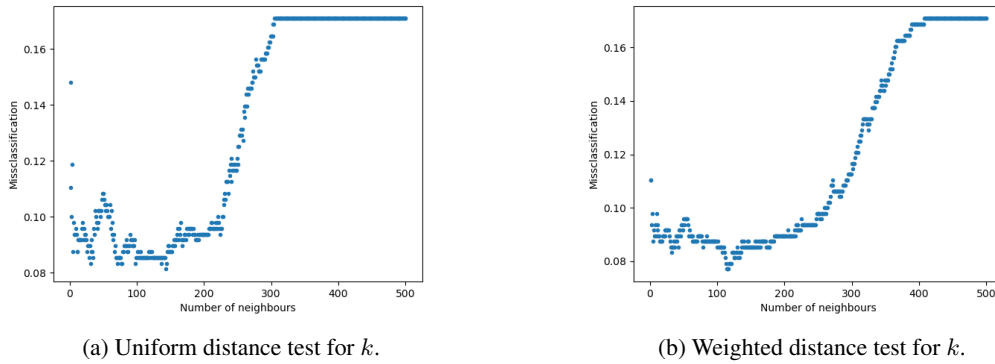 0.16
0.14
0.12
0.10
0.08
Missclassification
0 100 200 300 400 500
Number of neighbours
(a) Uniform distance test for k.
0.16
0.14
0.12
0.10
0.08
Missclassification
0 100 200 300 400 500
Number of neighbours
(b) Weighted distance test for k.